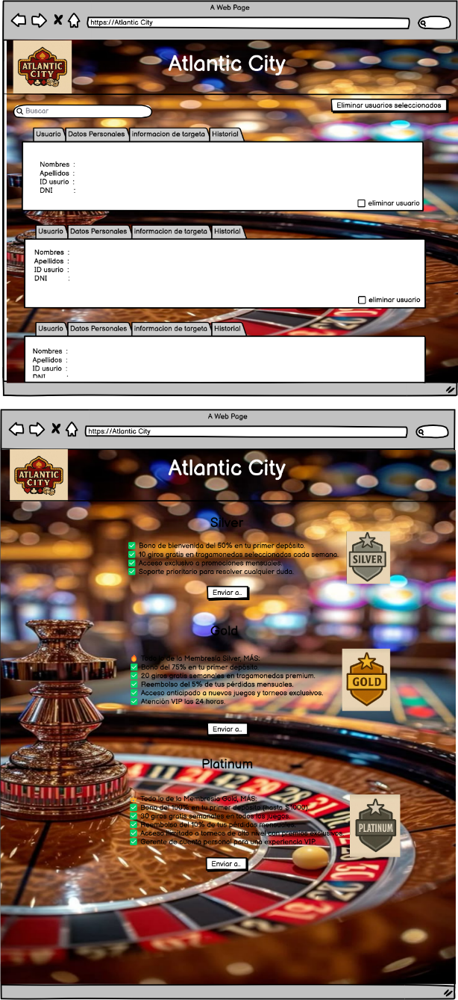 A Web Page
https://Atlantic City
ATLANTIC
CITY
Atlantic City
Eliminar usuarios seleccionados
Buscar
Usuario Datos Personales informacion de targeta Historial
Nombres :
Apellidos :
ID usurio :
DNI :
eliminar usuario
Usuario Datos Personales informacion de targeta Historial
Nombres :
Apellidos :
ID usurio :
DNI :
eliminar usuario
Usuario Datos Personales informacion de targeta Historial
Nombres :
Apellidos :
ID usurio :
DNI :
A Web Page
https://Atlantic City
ATLANTIC
CITY
Atlantic City
Silver
✅ Bono de bienvenida del 50% en tu primer depósito.
✅ 10 giros gratis en tragamonedas seleccionadas cada semana.
✅ Acceso exclusivo a promociones mensuales.
✅ Soporte prioritario para resolver cualquier duda.
SILVER
Enviar a..
Gold
🔥 Todo lo de la Membresía Silver, MÁS:
✅ Bono del 75% en tu primer depósito.
✅ 20 giros gratis semanales en tragamonedas premium.
✅ Reembolso del 5% de tus pérdidas mensuales.
✅ Acceso anticipado a nuevos juegos y torneos exclusivos.
✅ Atención VIP las 24 horas.
GOLD
Enviar a..
Platinum
🔥 Todo lo de la Membresía Gold, MÁS:
✅ Bono del 100% en tu primer depósito (hasta $1000).
✅ 30 giros gratis semanales en todos los juegos.
✅ Reembolso del 10% de tus pérdidas mensuales.
✅ Acceso ilimitado a torneos de alto nivel con premios exclusivos.
✅ Gerente de cuenta personal para una experiencia VIP.
PLATINUM
Enviar a..